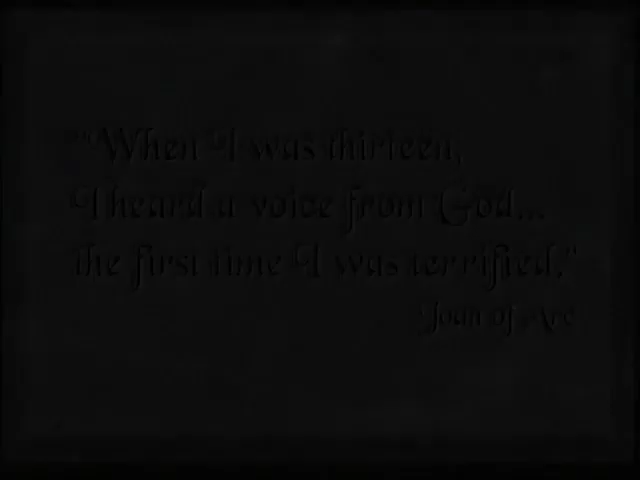 "When I was thirteen,
I heard a voice from God...
the first time I was terrified."
Joan of Arc